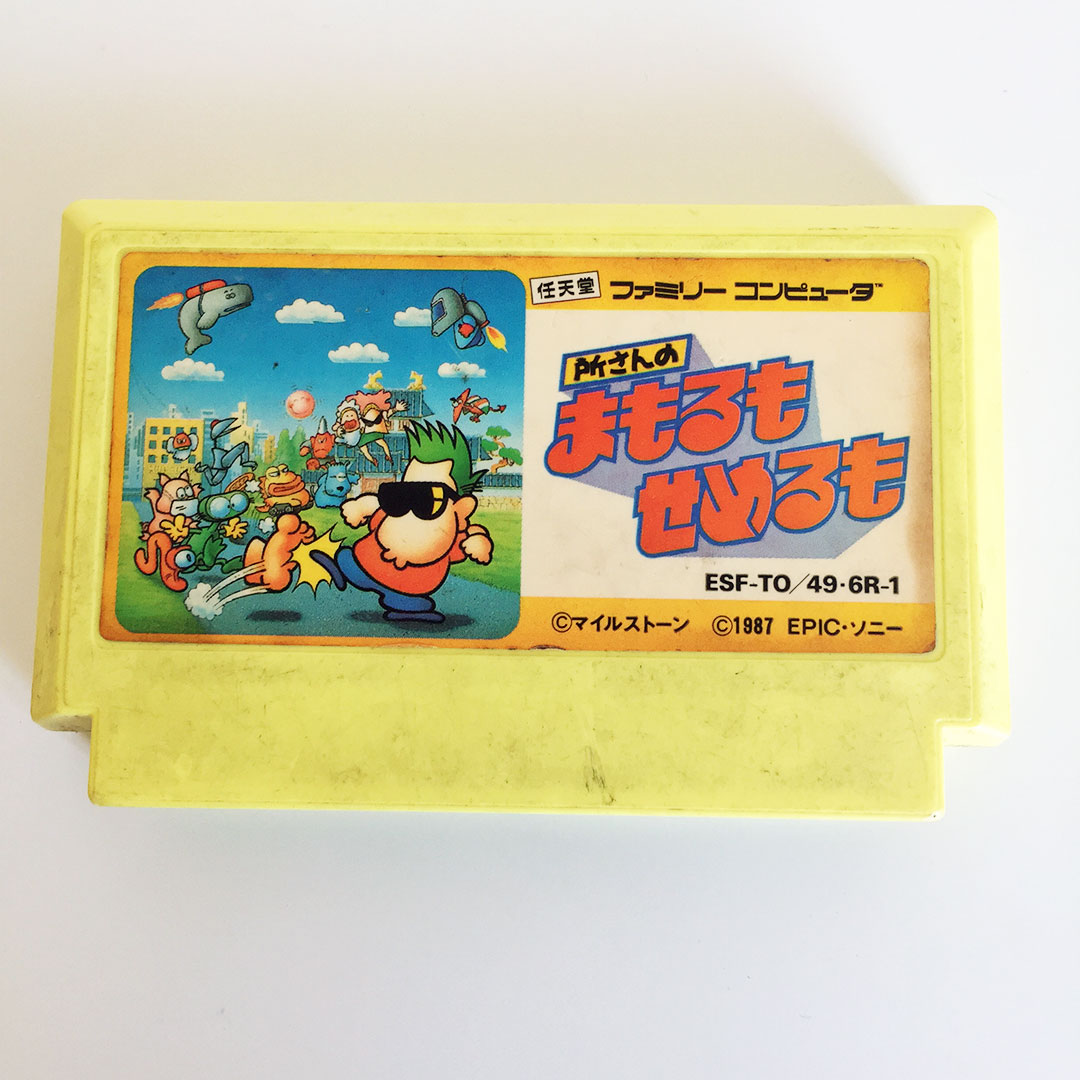 任天堂 ファミリー コンピュータ™
所さんの
まもるも
せめるも
ESF-TO/49・6R-1
©マイルストーン ©1987 EPIC・ソニー